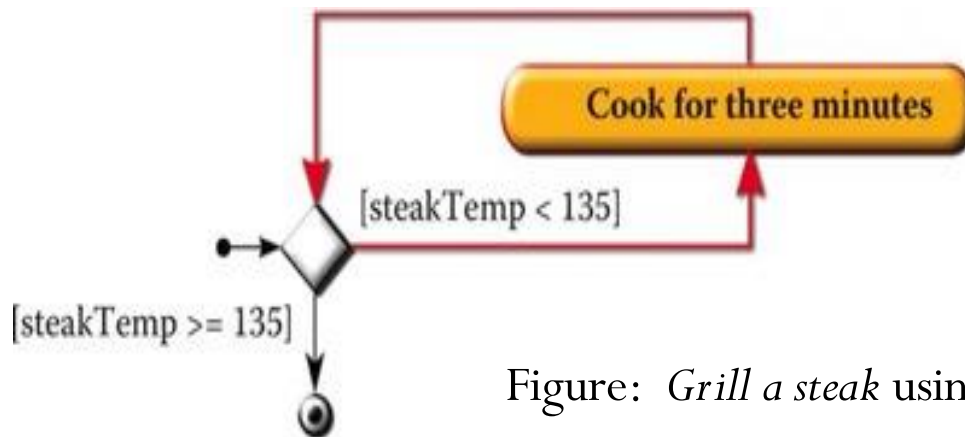 Cook for three minutes
[steakTemp < 135]
[steakTemp >= 135]
Figure: Grill a steak usin